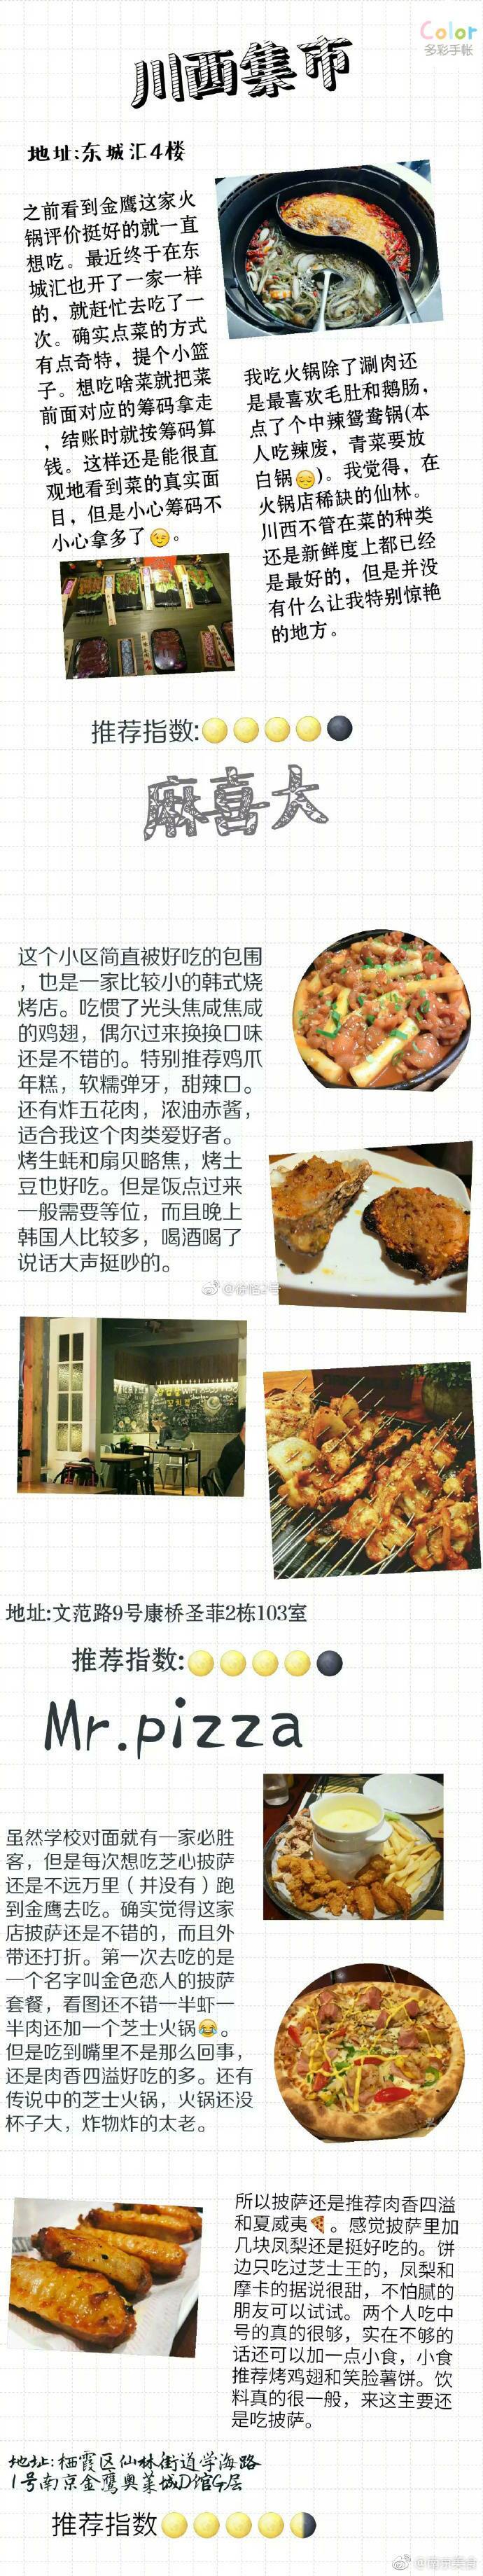 Color
多彩手帐
川西集市
地址:东城汇4楼
之前看到金鹰这家火
锅评价挺好的就一直
想吃。最近终于在东
城汇也开了一家一样
的，就赶忙去吃了一
次。确实点菜的方式
有点奇特，提个小篮
子。想吃啥菜就把菜
前面对应的筹码拿走
，结账时就按筹码算
钱。这样还是能很直
观地看到菜的真实面
目，但是小心筹码不
小心拿多了😉。
我吃火锅除了涮肉还
是最喜欢毛肚和鹅肠，
点了个中辣鸳鸯锅(本
人吃辣废，青菜要放
白锅😔)。我觉得，在
火锅店稀缺的仙林。
川西不管在菜的种类
还是新鲜度上都已经
是最好的，但是并没
有什么让我特别惊艳
的地方。
推荐指数:🌕🌕🌕🌕🌑
麻喜大
这个小区简直被好吃的包围
，也是一家比较小的韩式烧
烤店。吃惯了光头焦咸焦咸
的鸡翅，偶尔过来换换口味
还是不错的。特别推荐鸡爪
年糕，软糯弹牙，甜辣口。
还有炸五花肉，浓油赤酱，
适合我这个肉类爱好者。
烤生蚝和扇贝略焦，烤土
豆也好吃。但是饭点过来
一般需要等位，而且晚上
韩国人比较多，喝酒喝了
说话大声挺吵的。
地址:文范路9号康桥圣菲2栋103室
推荐指数:🌕🌕🌕🌕🌑
Mr.pizza
虽然学校对面就有一家必胜
客，但是每次想吃芝心披萨
还是不远万里（并没有）跑
到金鹰去吃。确实觉得这家
店披萨还是不错的，而且外
带还打折。第一次去吃的是
一个名字叫金色恋人的披萨
套餐，看图还不错一半虾一
半肉还加一个芝士火锅😂。
但是吃到嘴里不是那么回事，
还是肉香四溢好吃的多。还有
传说中的芝士火锅，火锅还没
杯子大，炸物炸的太老。
所以披萨还是推荐肉香四溢
和夏威夷🍕。感觉披萨里加
几块凤梨还是挺好吃的。饼
边只吃过芝士王的，凤梨和
摩卡的据说很甜，不怕腻的
朋友可以试试。两个人吃中
号的真的很够，实在不够的
话还可以加一点小食，小食
推荐烤鸡翅和笑脸薯饼。饮
料真的很一般，来这主要还
是吃披萨。
地址:栖霞区仙林街道学海路
1号南京金鹰奥莱城D馆G层
推荐指数🌕🌕🌕🌕🌗